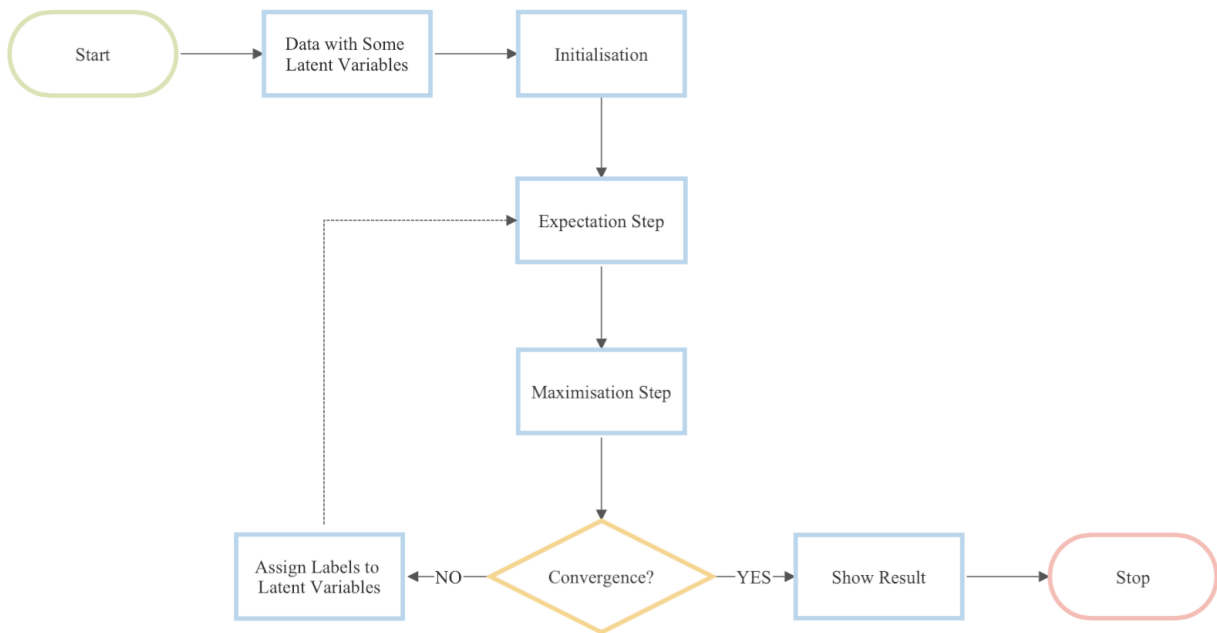 Start
Data with Some
Latent Variables
Initialisation
Expectation Step
Maximisation Step
Convergence?
NO
Assign Labels to
Latent Variables
YES
Show Result
Stop